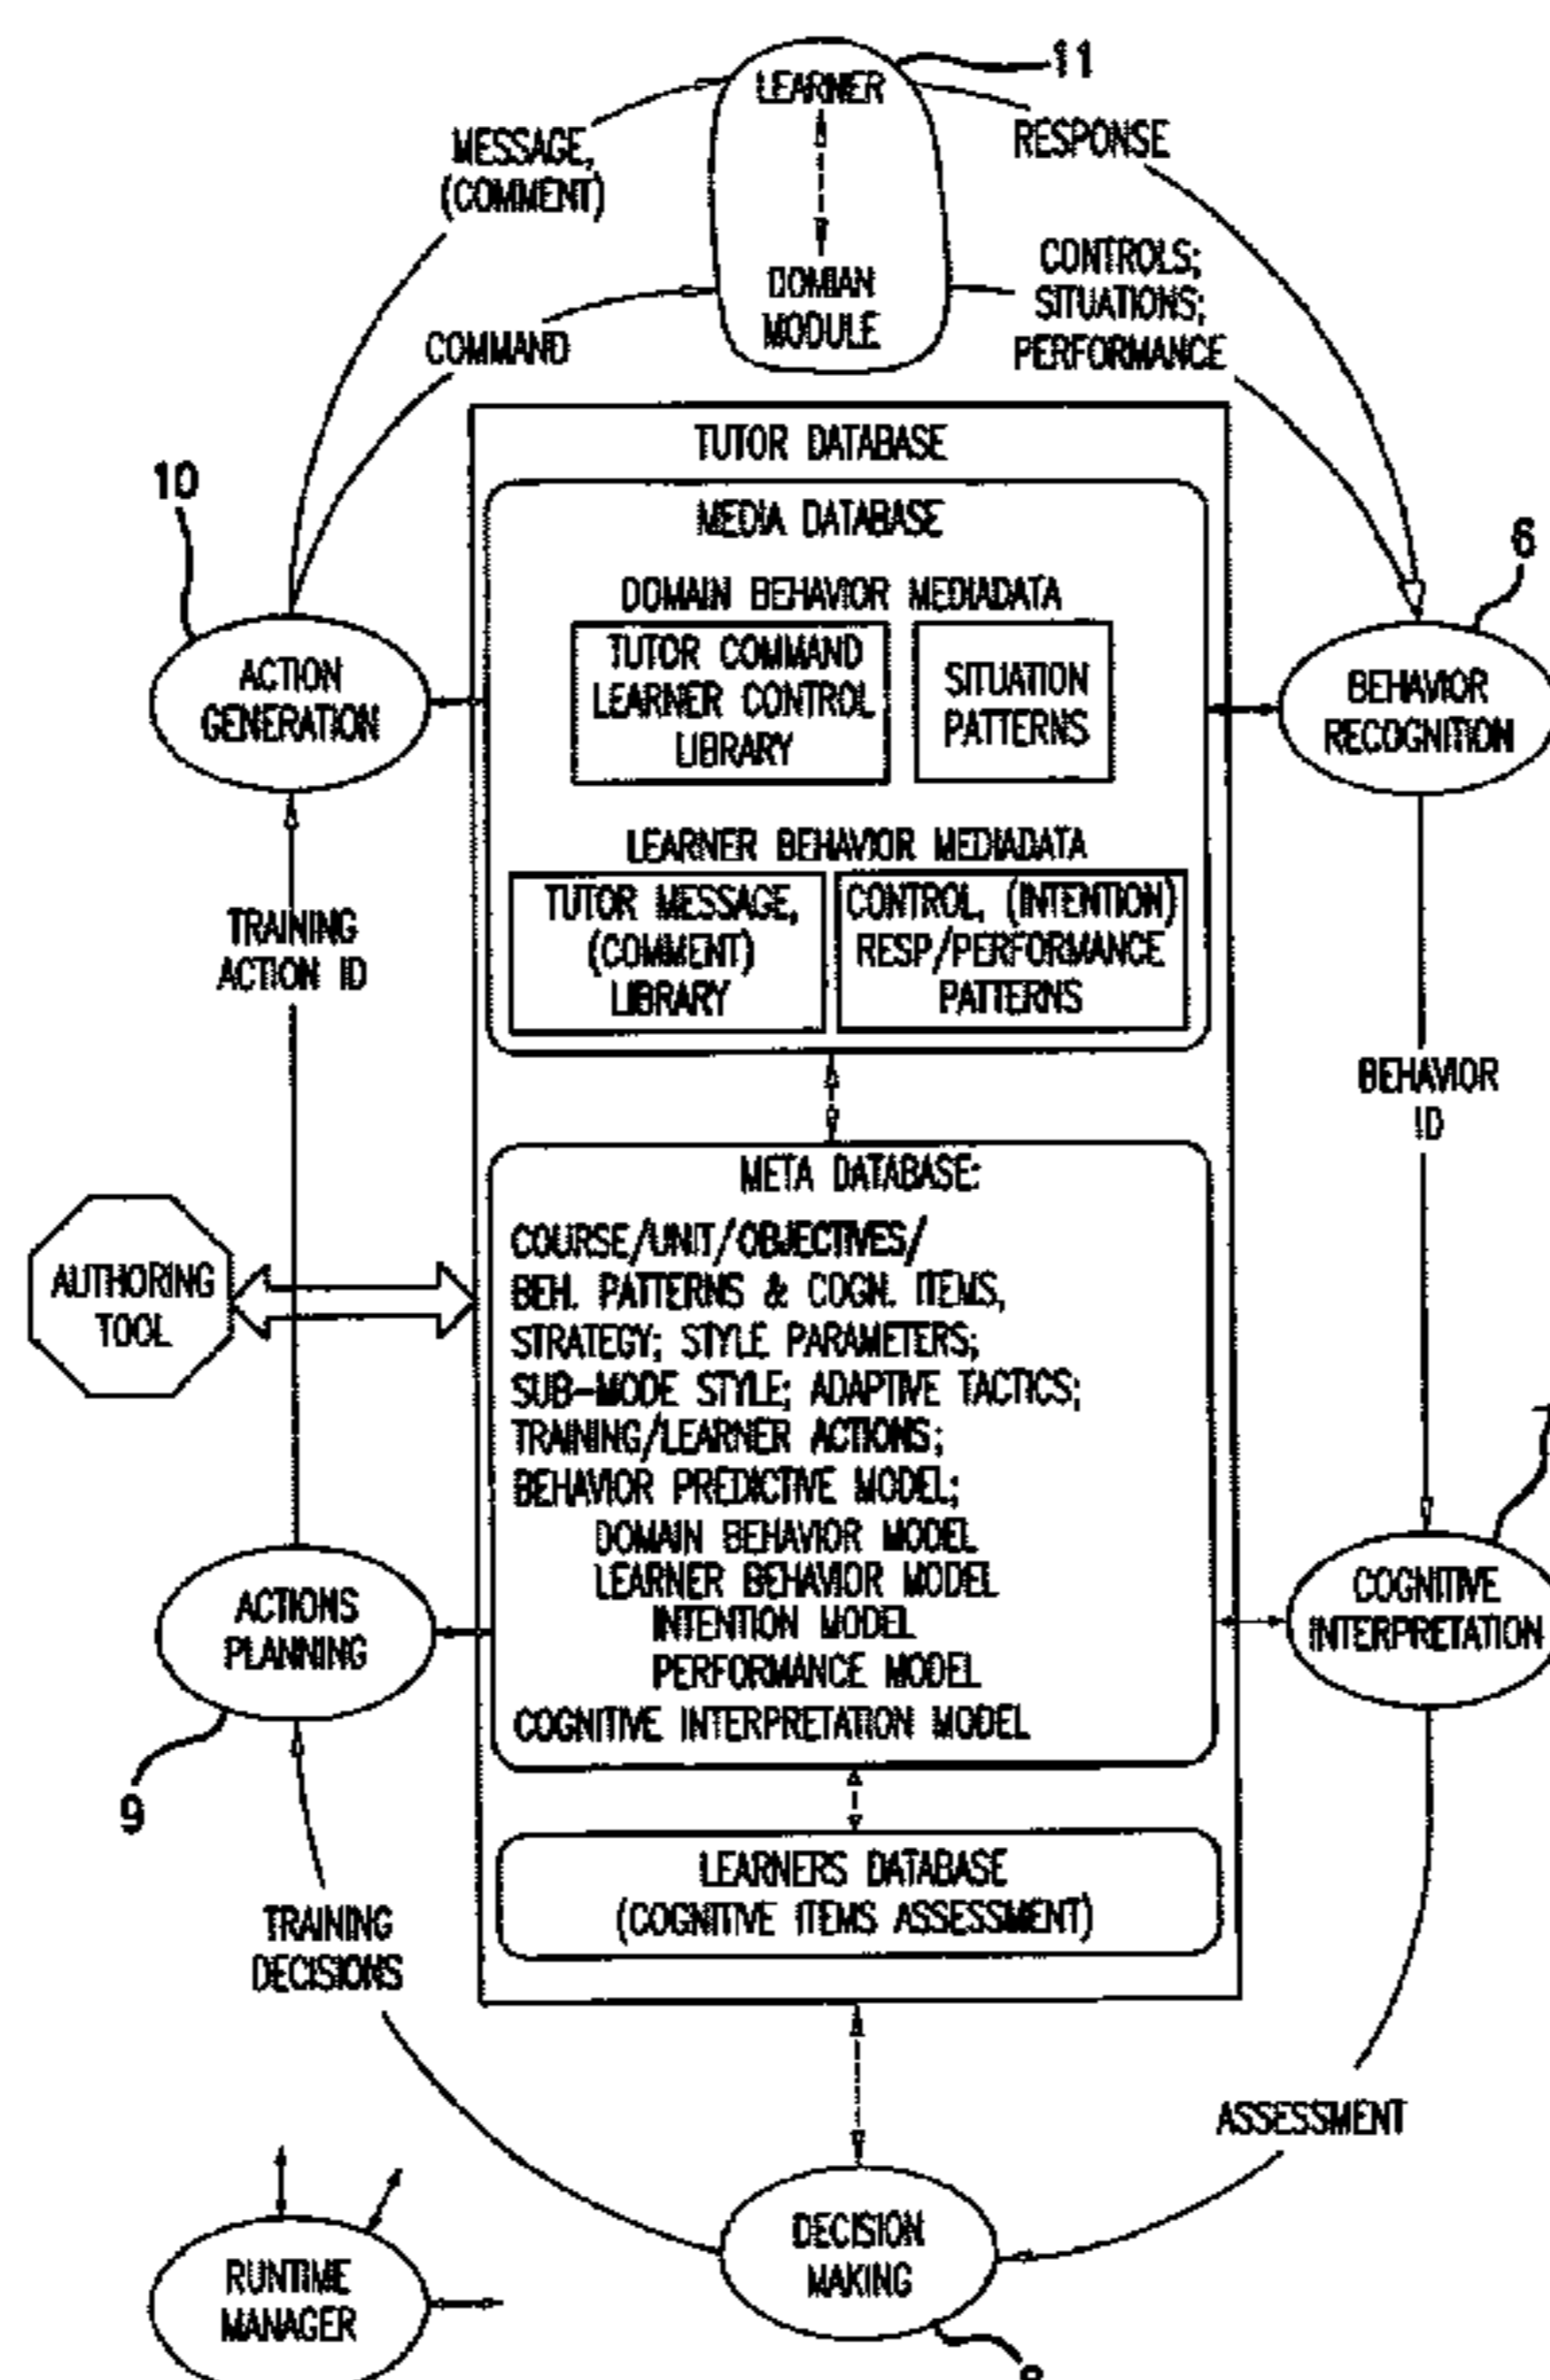 11
LEARNER
MESSAGE,
(COMMENT)
RESPONSE
DOMIAN
MODULE
CONTROLS;
SITUATIONS;
PERFORMANCE
COMMAND
TUTOR DATABASE
MEDIA DATABASE
DOMAIN BEHAVIOR MEDIADATA
TUTOR COMMAND
LEARNER CONTROL
LIBRARY
SITUATION
PATTERNS
LEARNER BEHAVIOR MEDIADATA
TUTOR MESSAGE,
(COMMENT)
LIBRARY
CONTROL, (INTENTION)
RESP/PERFORMANCE
PATTERNS
10
ACTION
GENERATION
6
BEHAVIOR
RECOGNITION
TRAINING
ACTION ID
BEHAVIOR
ID
AUTHORING
TOOL
META DATABASE:
COURSE/UNIT/OBJECTIVES/
BEH. PATTERNS & COGN. ITEMS,
STRATEGY; STYLE PARAMETERS;
SUB-MODE STYLE; ADAPTIVE TACTICS;
TRAINING/LEARNER ACTIONS;
BEHAVIOR PREDICTIVE MODEL;
DOMAIN BEHAVIOR MODEL
LEARNER BEHAVIOR MODEL
INTENTION MODEL
PERFORMANCE MODEL
COGNITIVE INTERPRETATION MODEL
ACTIONS
PLANNING
9
COGNITIVE
INTERPRETATION
LEARNERS DATABASE
(COGNITIVE ITEMS ASSESSMENT)
TRAINING
DECISIONS
ASSESSMENT
DECISION
MAKING
RUNTIME
MANAGER